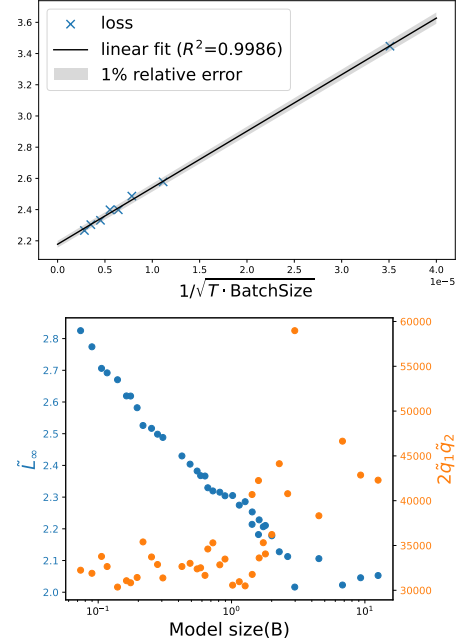 3.6
3.4
3.2
3.0
2.8
2.6
2.4
2.2
loss
linear fit (R²=0.9986)
1% relative error
0.0 0.5 1.0 1.5 2.0 2.5 3.0 3.5 4.0
1e−5
1/√T · BatchSize
2.8
2.7
2.6
2.5
2.4
2.3
2.2
2.1
2.0
L̃∞
60000
55000
50000
45000
40000
35000
30000
2q̃₁q̃₂
10⁻¹ 10⁰ 10¹
Model size(B)